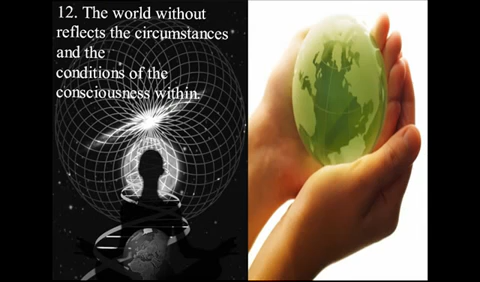 12. The world without
reflects the circumstances
and the
conditions of the
consciousness within.